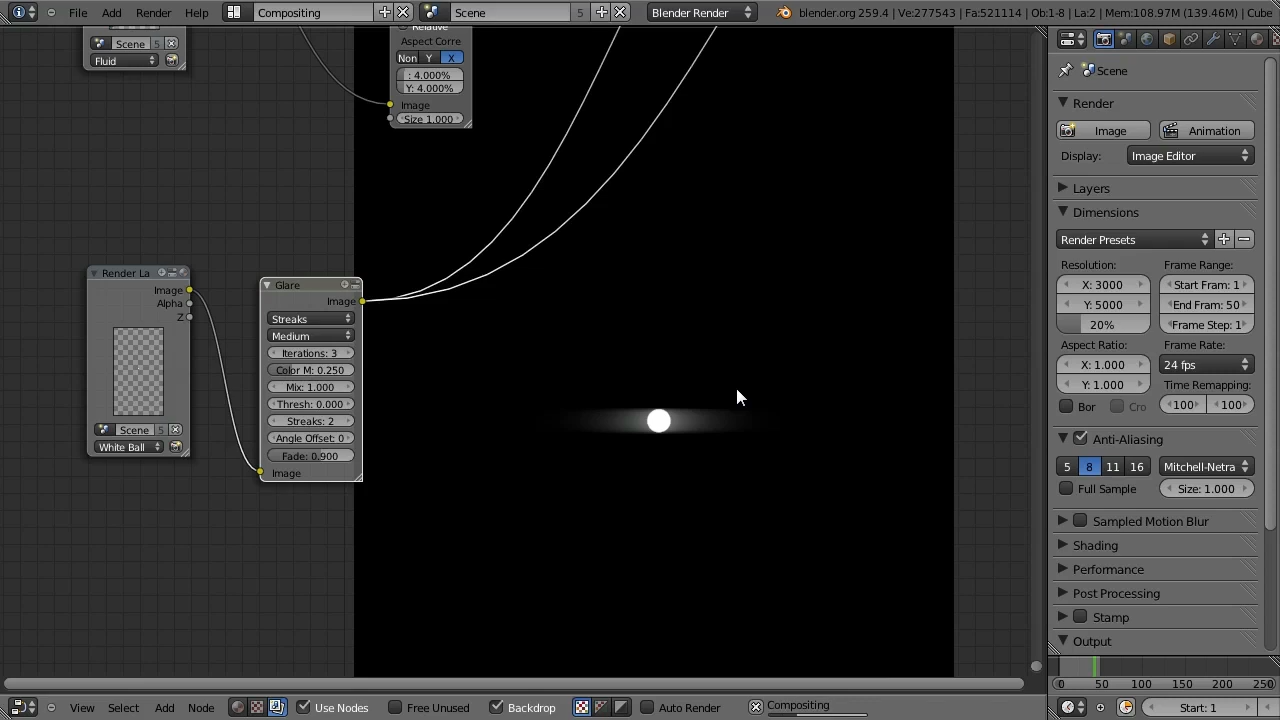 File Add Render Help Compositing Scene 5 Blender Render blender.org 259.4 | Ve:277543 | Fa:521114 | Ob:1-8 | La:2 | Mem:108.97M (139.46M) | Cube
Scene 5
Fluid
Relative
Aspect Corre
Non Y X
: 4.000%
Y: 4.000%
Image
Size 1.000
Render La
Image
Alpha
Z
Scene 5
White Ball
Glare
Image
Streaks
Medium
Iterations: 3
Color M: 0.250
Mix: 1.000
Thresh: 0.000
Streaks: 2
Angle Offset: 0
Fade: 0.900
Image
Scene
Render
Image Animation
Display: Image Editor
Layers
Dimensions
Render Presets
Resolution: Frame Range:
X: 3000 Start Fram: 1
Y: 5000 End Fram: 50
20% Frame Step: 1
Aspect Ratio: Frame Rate:
X: 1.000 24 fps
Y: 1.000 Time Remapping:
Bor Cro 100 100
Anti-Aliasing
5 8 11 16 Mitchell-Netra
Full Sample Size: 1.000
Sampled Motion Blur
Shading
Performance
Post Processing
Stamp
Output
0 50 100 150 200 250
View Select Add Node Use Nodes Free Unused Backdrop Auto Render Compositing Start: 1